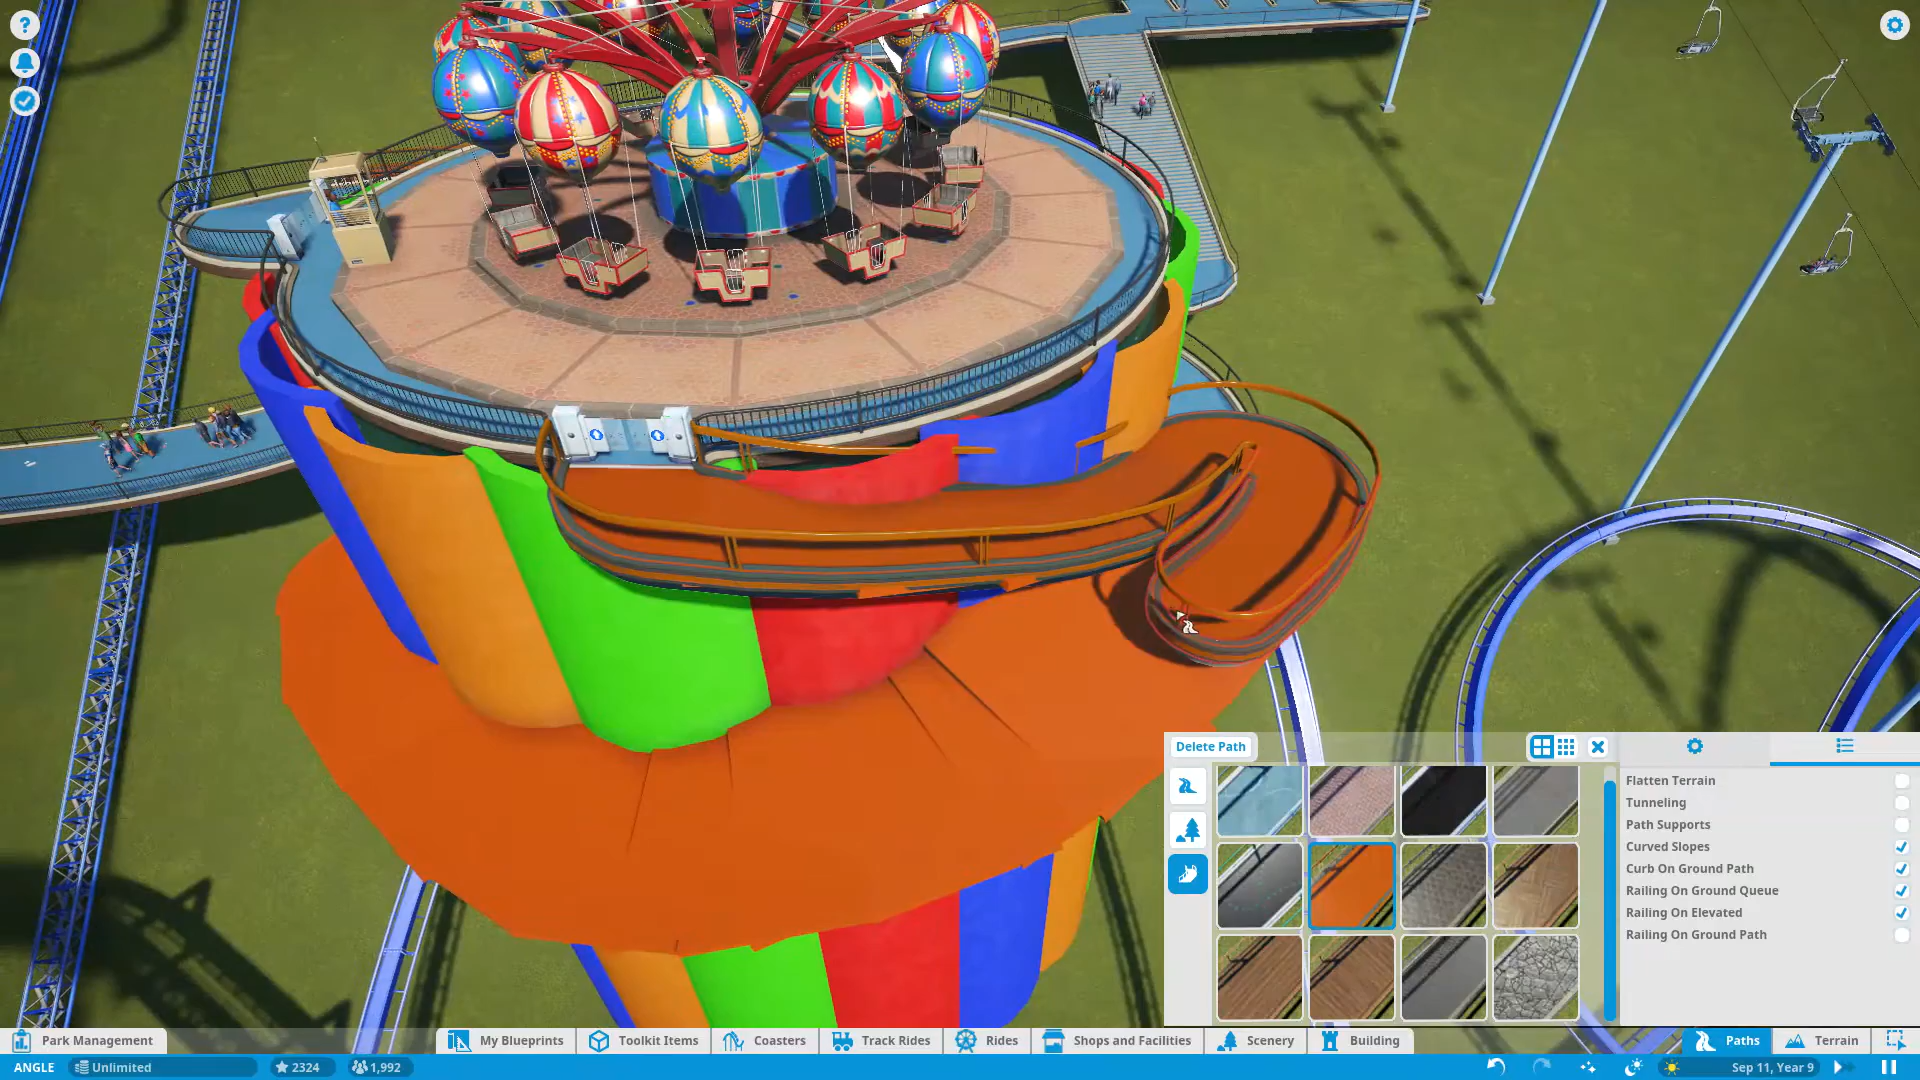 ?
Delete Path
Flatten Terrain
Tunneling
Path Supports
Curved Slopes
Curb On Ground Path
Railing On Ground Queue
Railing On Elevated
Railing On Ground Path
Park Management
My Blueprints
Toolkit Items
Coasters
Track Rides
Rides
Shops and Facilities
Scenery
Building
Paths
Terrain
ANGLE
Unlimited
2324
1,992
Sep 11, Year 9